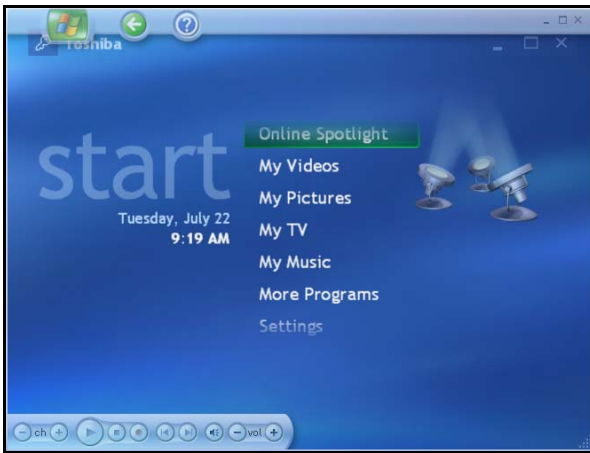 Toshiba
start
Tuesday, July 22
9:19 AM
Online Spotlight
My Videos
My Pictures
My TV
My Music
More Programs
Settings
ch
vol